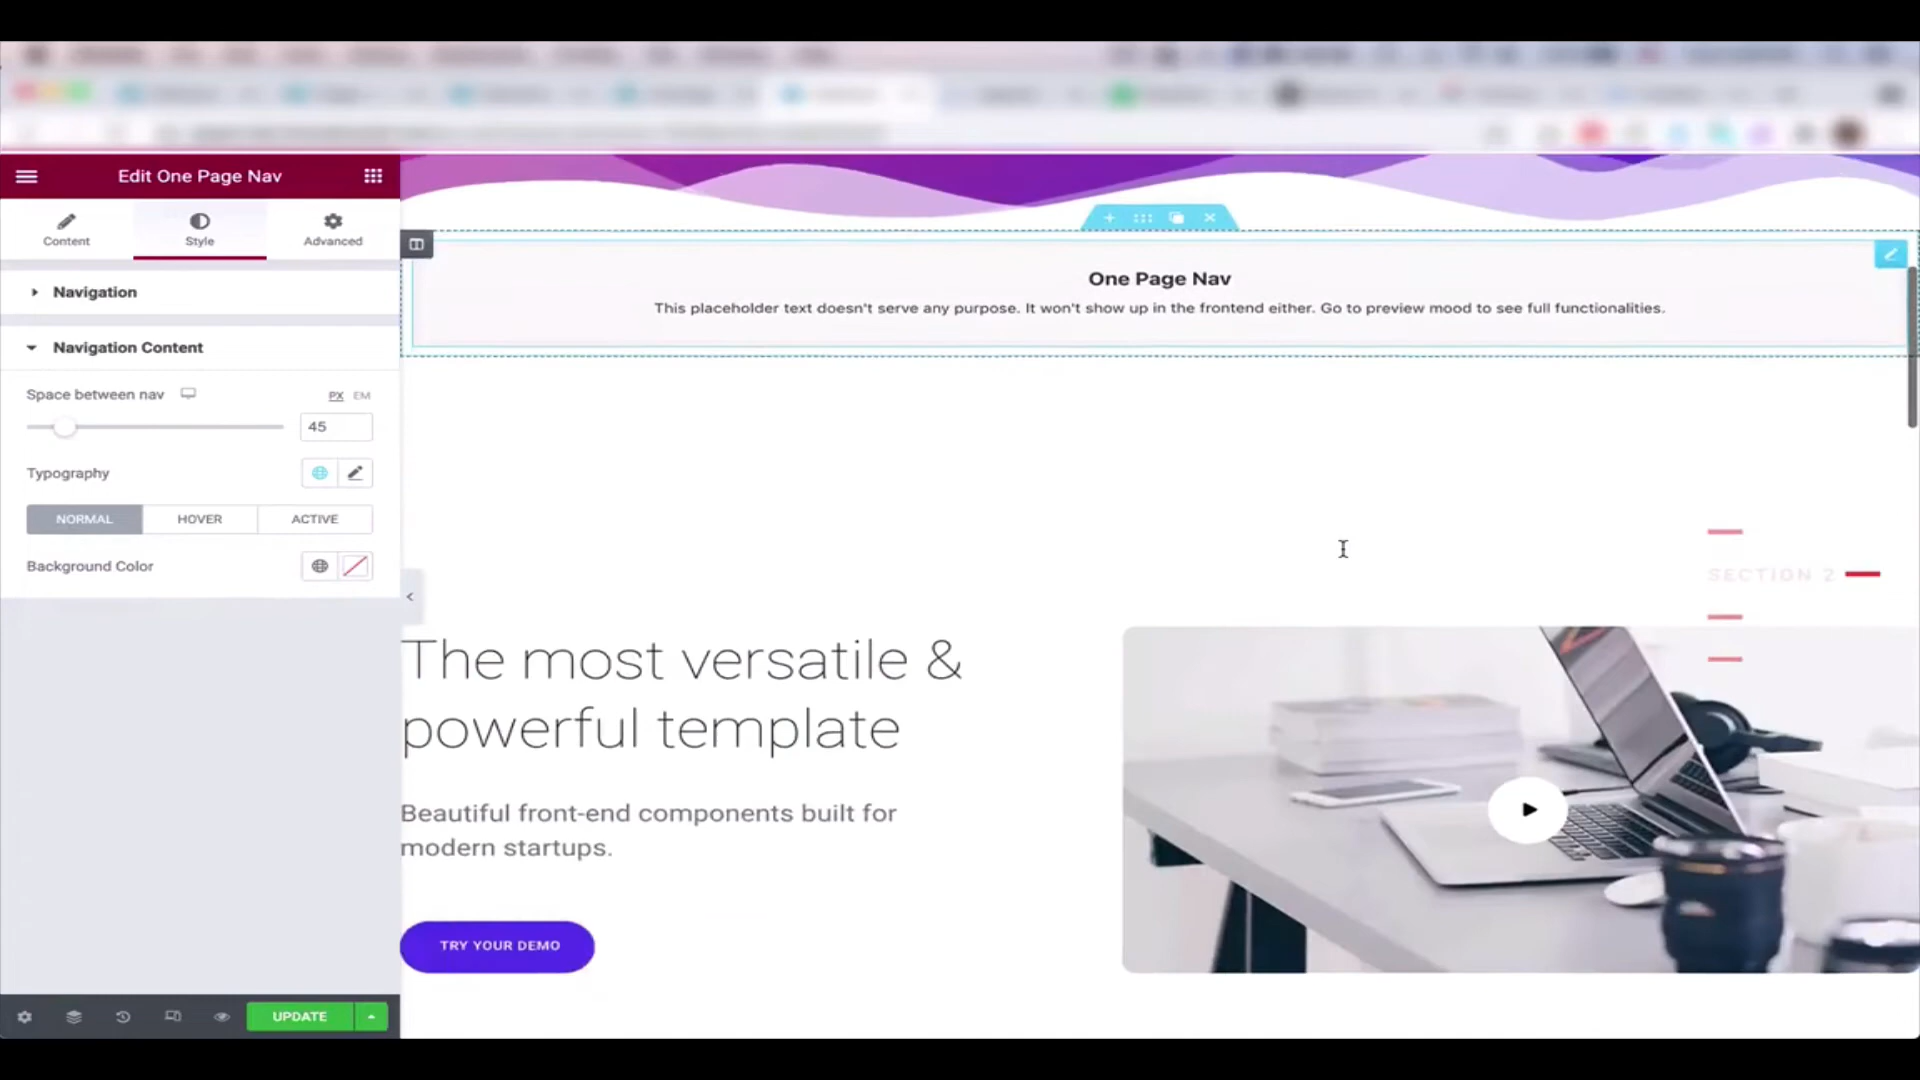 Edit One Page Nav
Content
Style
Advanced
Navigation
Navigation Content
Space between nav
PX EM
45
Typography
NORMAL HOVER ACTIVE
Background Color
UPDATE
One Page Nav
This placeholder text doesn't serve any purpose. It won't show up in the frontend either. Go to preview mood to see full functionalities.
SECTION 2
The most versatile &
powerful template
Beautiful front-end components built for
modern startups.
TRY YOUR DEMO